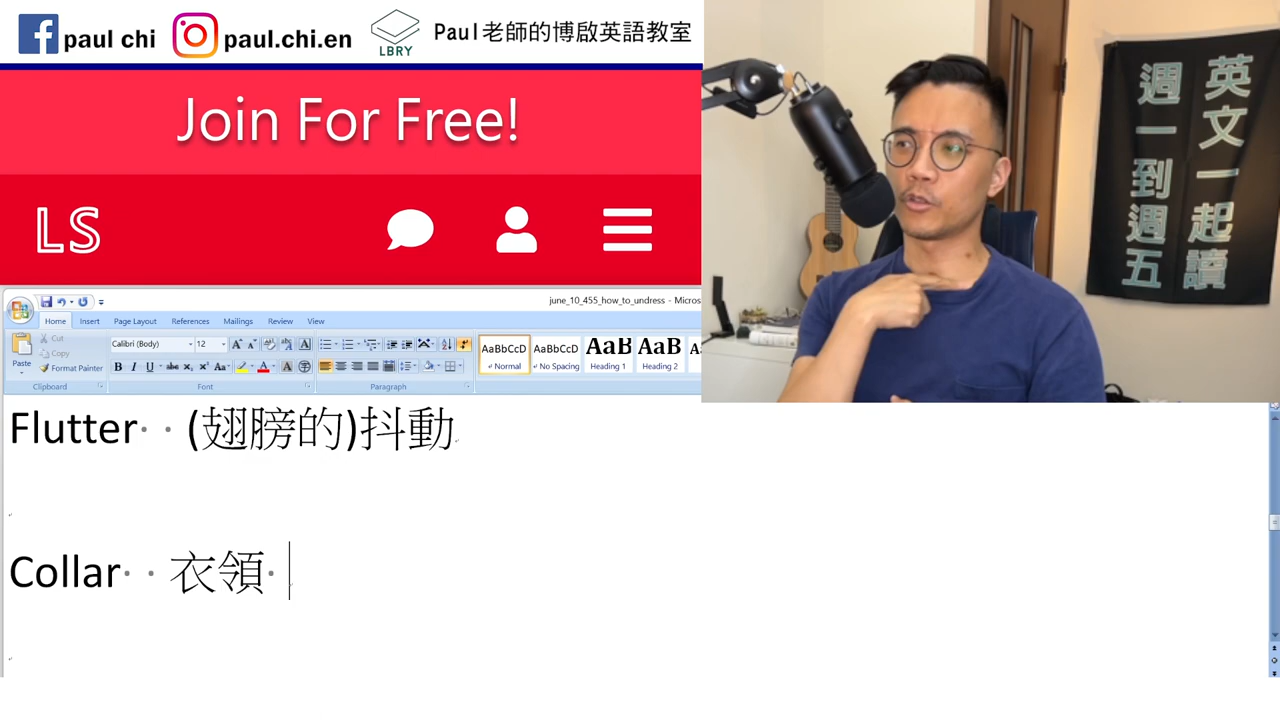 paul chi
paul.chi.en
LBRY
Paul老師的博啟英語教室
Join For Free!
LS
june_10_455_how_to_undress - Micros
Home Insert Page Layout References Mailings Review View
Paste
Cut
Copy
Format Painter
Clipboard
Calibri (Body) 12
Font
Paragraph
AaBbCcD AaBbCcD AaB AaB
Normal No Spacing Heading 1 Heading 2
Flutter (翅膀的)抖動
Collar 衣領
英文一起讀
週一到週五